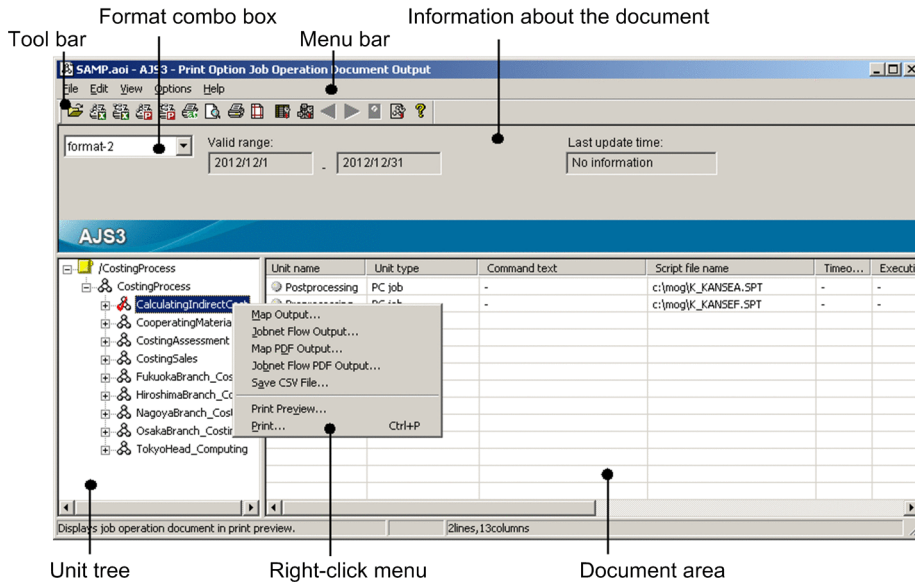 Format combo box
Information about the document
Tool bar
Menu bar
SAMP.aoi - AJS3 - Print Option Job Operation Document Output
File Edit View Options Help
format-2
Valid range:
2012/12/1 - 2012/12/31
Last update time:
No information
AJS3
/CostingProcess
CostingProcess
CalculatingIndirectCost
CooperatingMateria
CostingAssessment
CostingSales
FukuokaBranch_Cos
HiroshimaBranch_Co
NagoyaBranch_Cost
OsakaBranch_Costin
TokyoHead_Computing
Unit name Unit type Command text Script file name Timeo... Executi
Postprocessing PC job - c:\mog\K_KANSEA.SPT - -
Preprocessing PC job - c:\mog\K_KANSEF.SPT - -
Map Output...
Jobnet Flow Output...
Map PDF Output...
Jobnet Flow PDF Output...
Save CSV File...
Print Preview...
Print... Ctrl+P
Displays job operation document in print preview.
2lines,13columns
Unit tree
Right-click menu
Document area